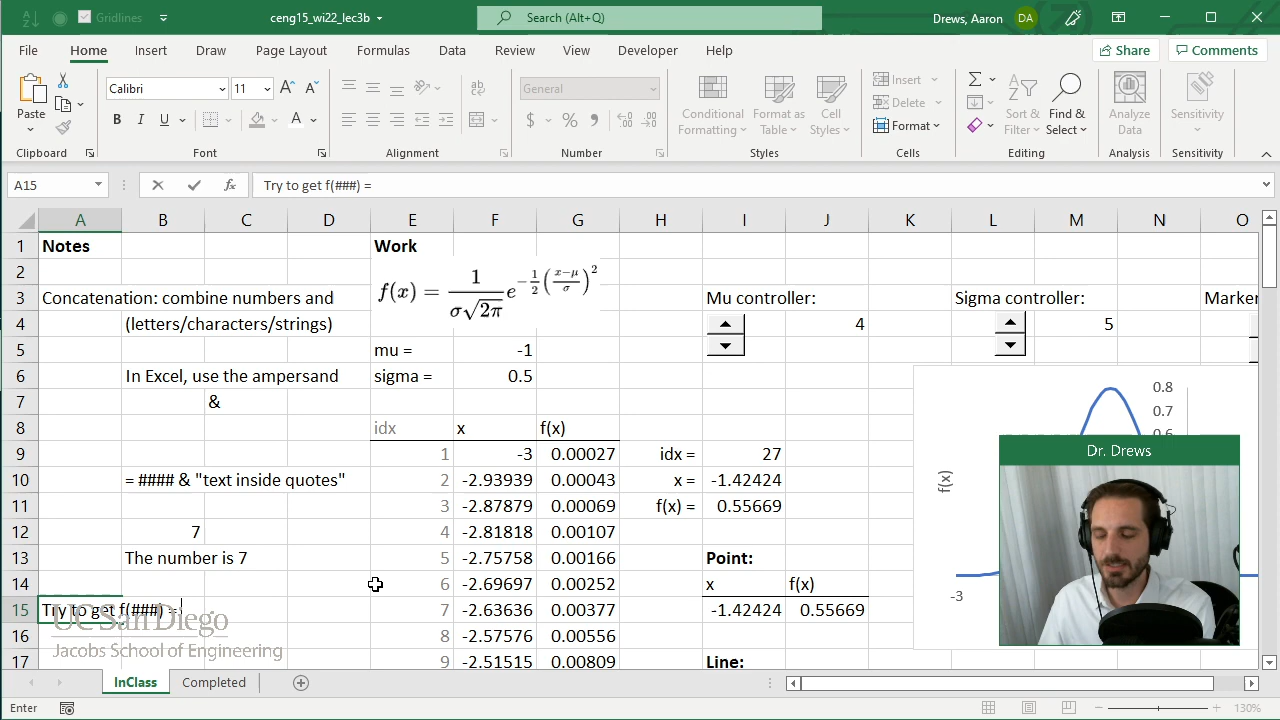 Gridlines
ceng15_wi22_lec3b
Search (Alt+Q)
Drews, Aaron
DA
File Home Insert Draw Page Layout Formulas Data Review View Developer Help
Share Comments
Paste
Calibri 11
B I U
General
$ % ,
Conditional Formatting
Format as Table
Cell Styles
Insert
Delete
Format
Sort & Filter
Find & Select
Analyze Data
Sensitivity
Clipboard Font Alignment Number Styles Cells Editing Analysis Sensitivity
A15 fx Try to get f(###) =
A B C D E F G H I J K L M N O
1 Notes Work
2
f(x) = 1/(σ√2π) e^(−1/2((x−μ)/σ)^2)
3 Concatenation: combine numbers and Mu controller: Sigma controller: Marker
4 (letters/characters/strings) 4 5
5 mu = -1
6 In Excel, use the ampersand sigma = 0.5
7 &
8 idx x f(x)
9 1 -3 0.00027 idx = 27
10 = #### & "text inside quotes" 2 -2.93939 0.00043 x = -1.42424
11 3 -2.87879 0.00069 f(x) = 0.55669
12 7 4 -2.81818 0.00107
13 The number is 7 5 -2.75758 0.00166 Point:
14 6 -2.69697 0.00252 x f(x)
15 Try to get f(###) = 7 -2.63636 0.00377 -1.42424 0.55669
16 8 -2.57576 0.00556
17 9 -2.51515 0.00809 Line:
0.8
0.7
0.6
f(x)
-3
Dr. Drews
UC San Diego
Jacobs School of Engineering
InClass Completed
Enter
130%